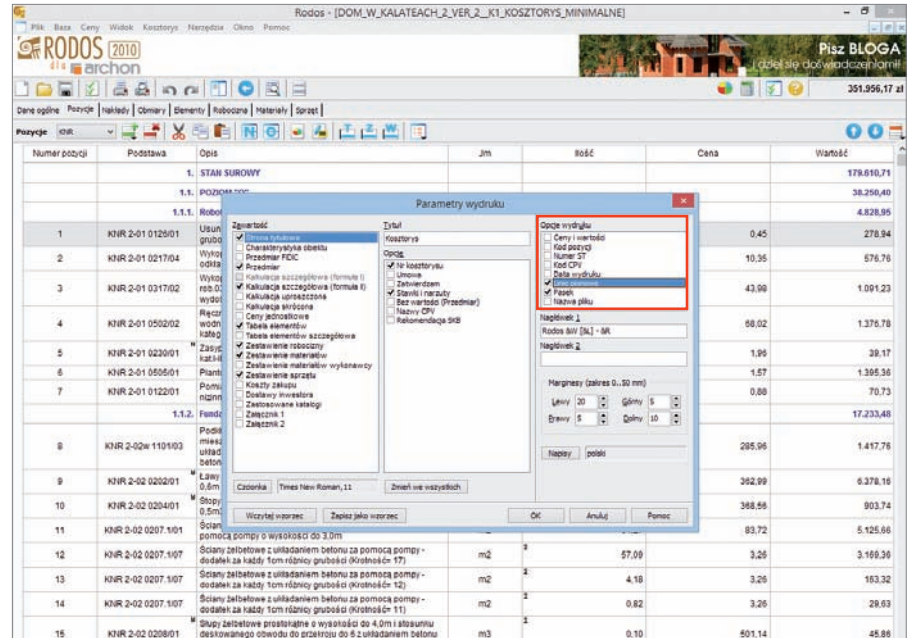 Rodos - [DOM_W_KALATEACH_2_VER_2__K1_KOSZTORYS_MINIMALNE]
Plik Baza Ceny Widok Kosztorys Narzędzia Okno Pomoc
RODOS 2010
dla archon
Pisz BLOGA
i dziel się doświadczeniami!
351.956,17 zł
Dane ogólne Pozycje Nakłady Obmiary Elementy Robocizna Materiały Sprzęt
Pozycje KNR
Numer pozycji Podstawa Opis Jm Ilość Cena Wartość
1. STAN SUROWY 179.610,71
1.1. 38.250,40
1.1.1. 4.828,95
1 KNR 2-01 0126/01 0,45 278,94
2 KNR 2-01 0217/04 10,35 576,76
3 KNR 2-01 0317/02 43,98 1.091,23
4 KNR 2-01 0502/02 68,02 1.376,78
5 KNR 2-01 0230/01 1,96 39,17
6 KNR 2-01 0505/01 1,57 1.395,36
7 KNR 2-01 0122/01 0,88 70,73
1.1.2. 17.233,48
8 KNR 2-02w 1101/03 285,96 1.417,76
9 KNR 2-02 0202/01 362,99 6.378,16
10 KNR 2-02 0204/01 368,56 903,74
11 KNR 2-02 0207.1/01 pomocą pompy o wysokości do 3,0m 83,72 5.125,66
12 KNR 2-02 0207.1/07 Ściany żelbetowe z układaniem betonu za pomocą pompy - m2 57,09 3,26 3.169,36
dodatek za każdy 1cm różnicy grubości (Krotność= 17)
13 KNR 2-02 0207.1/07 Ściany żelbetowe z układaniem betonu za pomocą pompy - m2 4,18 3,26 163,32
dodatek za każdy 1cm różnicy grubości (Krotność= 12)
14 KNR 2-02 0207.1/07 Ściany żelbetowe z układaniem betonu za pomocą pompy - m2 0,82 3,26 29,63
dodatek za każdy 1cm różnicy grubości (Krotność= 11)
15 KNR 2-02 0208/01 Słupy żelbetowe prostokątne o wysokości do 4,0m i stosunku m3 0,10 501,14 45,86
deskowanego obwodu do przekroju do 6 z układaniem betonu
Parametry wydruku
Zawartość
Strona tytułowa
Charakterystyka obiektu
Przedmiar FIDIC
Przedmiar
Kalkulacja szczegółowa (formuła I)
Kalkulacja szczegółowa (formuła II)
Kalkulacja uproszczona
Kalkulacja skrócona
Ceny jednostkowe
Tabela elementów
Tabela elementów szczegółowa
Zestawienie robocizny
Zestawienie materiałów
Zestawienie materiałów wykonawcy
Zestawienie sprzętu
Koszty zakupu
Dostawy inwestora
Zastosowane katalogi
Załącznik 1
Załącznik 2
Czcionka Times New Roman, 11
Tytuł
Kosztorys
Opcje
Nr kosztorysu
Umowa
Zatwierdzam
Stawki i narzuty
Bez wartości (Przedmiar)
Nazwy CPV
Rekomendacja SKB
Zmień we wszystkich
Opcje wydruku
Ceny i wartości
Kod pozycji
Numer ST
Kod CPV
Data wydruku
Linie pionowe
Pasek
Nazwa pliku
Nagłówek 1
Rodos &W [&L] - &R
Nagłówek 2
Marginesy (zakres 0..50 mm)
Lewy 20 Górny 5
Prawy 5 Dolny 10
Napisy polski
Wczytaj wzorzec Zapisz jako wzorzec OK Anuluj Pomoc